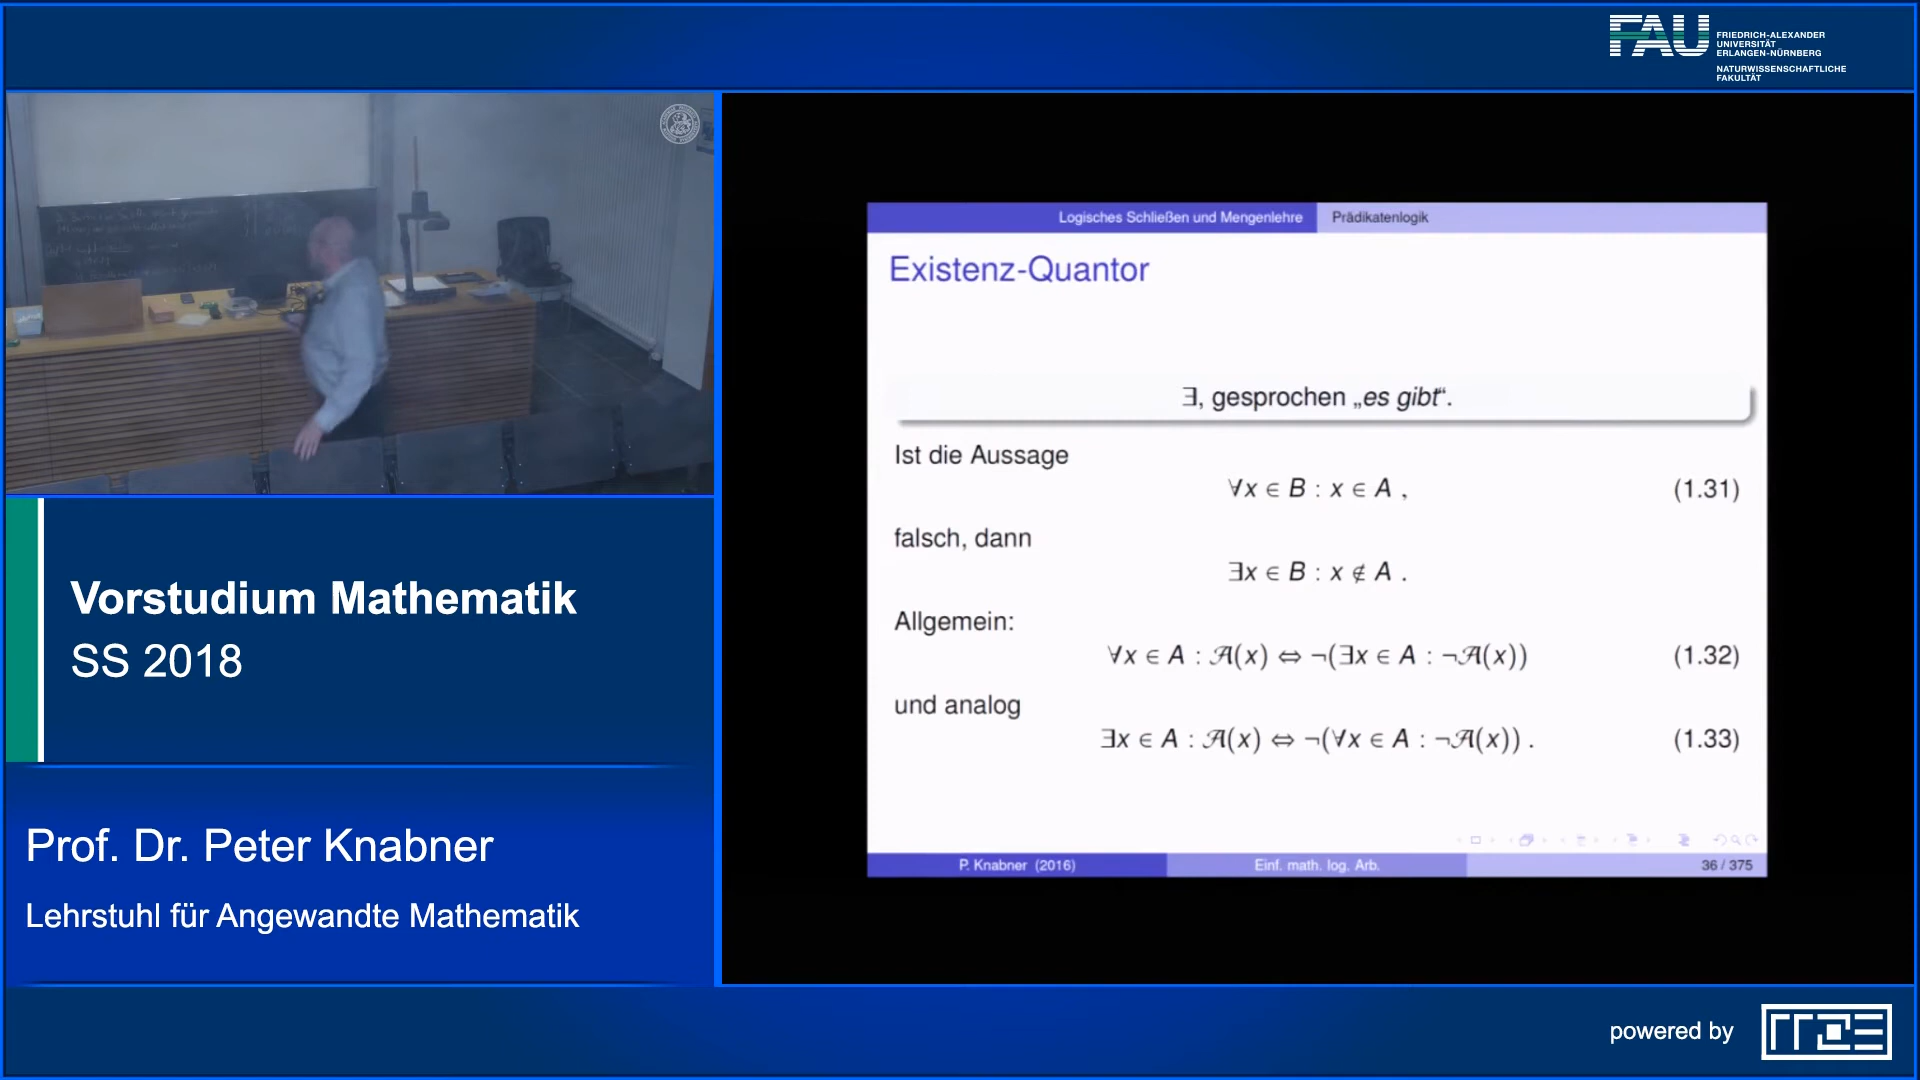 FAU
FRIEDRICH-ALEXANDER
UNIVERSITÄT
ERLANGEN-NÜRNBERG
NATURWISSENSCHAFTLICHE
FAKULTÄT
Vorstudium Mathematik
SS 2018
Prof. Dr. Peter Knabner
Lehrstuhl für Angewandte Mathematik
Logisches Schließen und Mengenlehre Prädikatenlogik
Existenz-Quantor
∃, gesprochen „es gibt“.
Ist die Aussage
∀x ∈ B : x ∈ A , (1.31)
falsch, dann
∃x ∈ B : x ∉ A .
Allgemein:
∀x ∈ A : 𝒜(x) ⇔ ¬(∃x ∈ A : ¬𝒜(x)) (1.32)
und analog
∃x ∈ A : 𝒜(x) ⇔ ¬(∀x ∈ A : ¬𝒜(x)) . (1.33)
P. Knabner (2016) Einf. math. log. Arb. 36 / 375
powered by